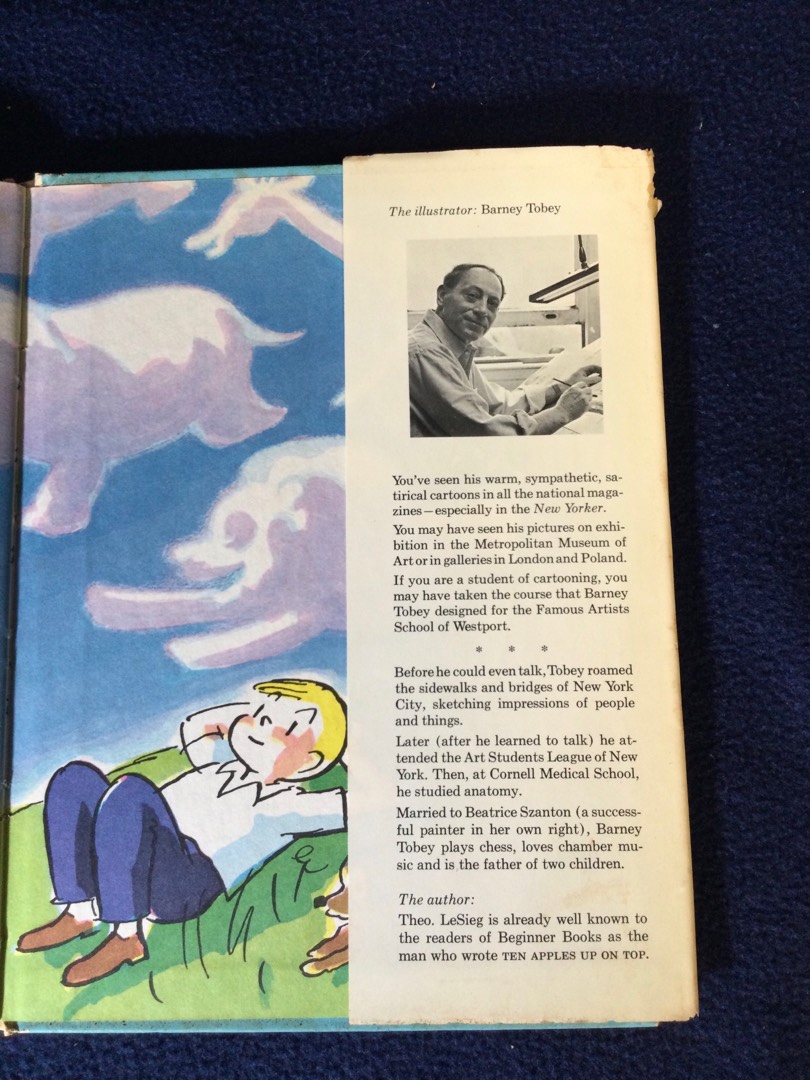 The illustrator: Barney Tobey
You've seen his warm, sympathetic, sa-
tirical cartoons in all the national maga-
zines—especially in the New Yorker.
You may have seen his pictures on exhi-
bition in the Metropolitan Museum of
Art or in galleries in London and Poland.
If you are a student of cartooning, you
may have taken the course that Barney
Tobey designed for the Famous Artists
School of Westport.
* * *
Before he could even talk, Tobey roamed
the sidewalks and bridges of New York
City, sketching impressions of people
and things.
Later (after he learned to talk) he at-
tended the Art Students League of New
York. Then, at Cornell Medical School,
he studied anatomy.
Married to Beatrice Szanton (a success-
ful painter in her own right), Barney
Tobey plays chess, loves chamber mu-
sic and is the father of two children.
The author:
Theo. LeSieg is already well known to
the readers of Beginner Books as the
man who wrote TEN APPLES UP ON TOP.